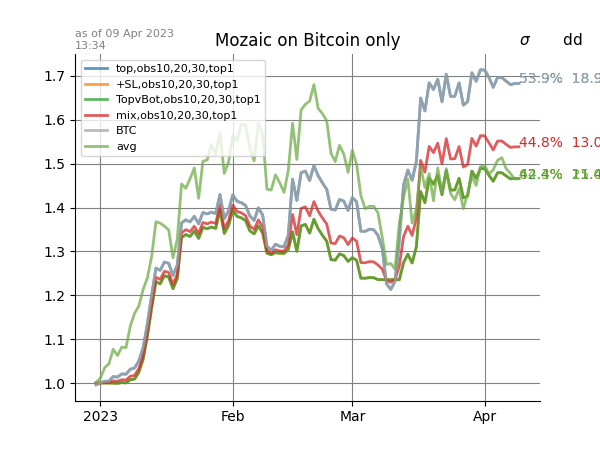 as of 09 Apr 2023
13:34
Mozaic on Bitcoin only
σ dd
top,obs10,20,30,top1
+SL,obs10,20,30,top1
TopvBot,obs10,20,30,top1
mix,obs10,20,30,top1
BTC
avg
1.7
1.6
1.5
1.4
1.3
1.2
1.1
1.0
2023 Feb Mar Apr
53.9% 18.9
44.8% 13.0